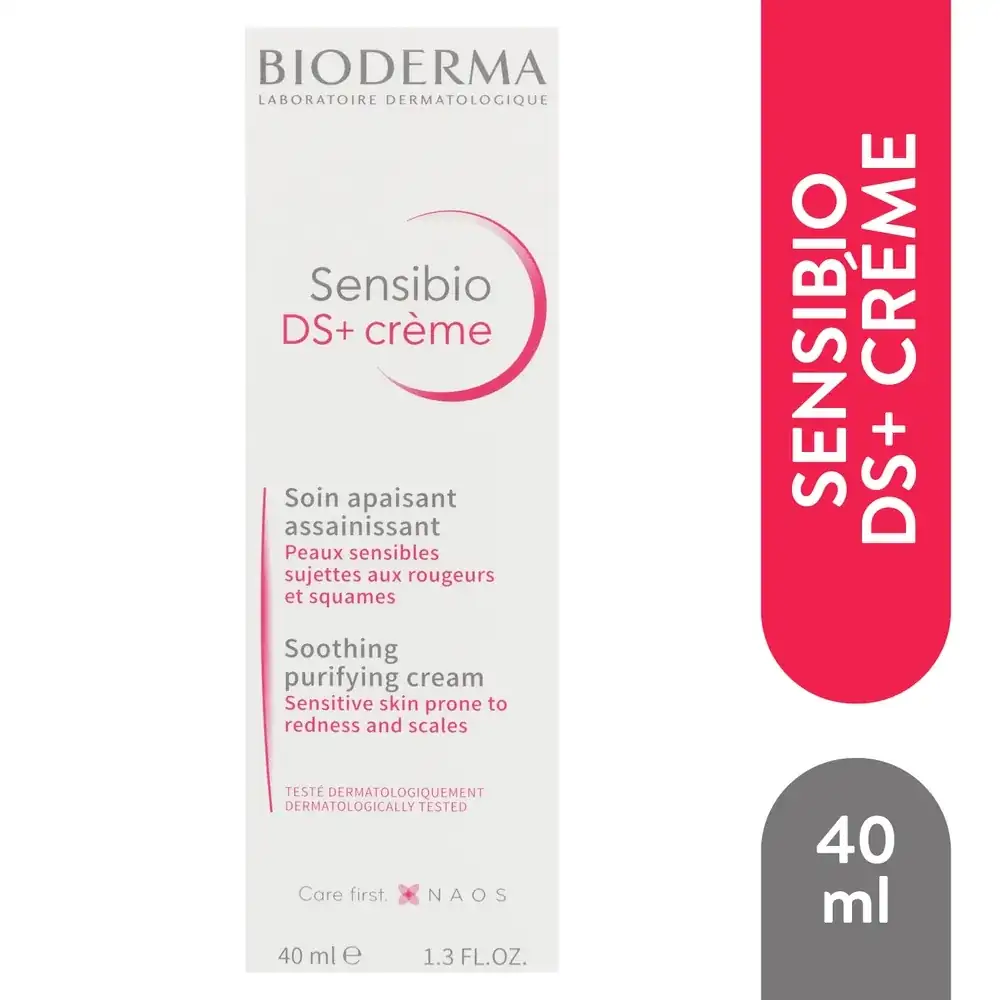 BIODERMA
LABORATOIRE DERMATOLOGIQUE
Sensibio
DS+ crème
Soin apaisant
assainissant
Peaux sensibles
sujettes aux rougeurs
et squames
Soothing
purifying cream
Sensitive skin prone to
redness and scales
TESTÉ DERMATOLOGIQUEMENT
DERMATOLOGICALLY TESTED
Care first. NAOS
40 ml ℮ 1.3 FL.OZ.
SENSIBIO
DS+ CRÈME
40
ml